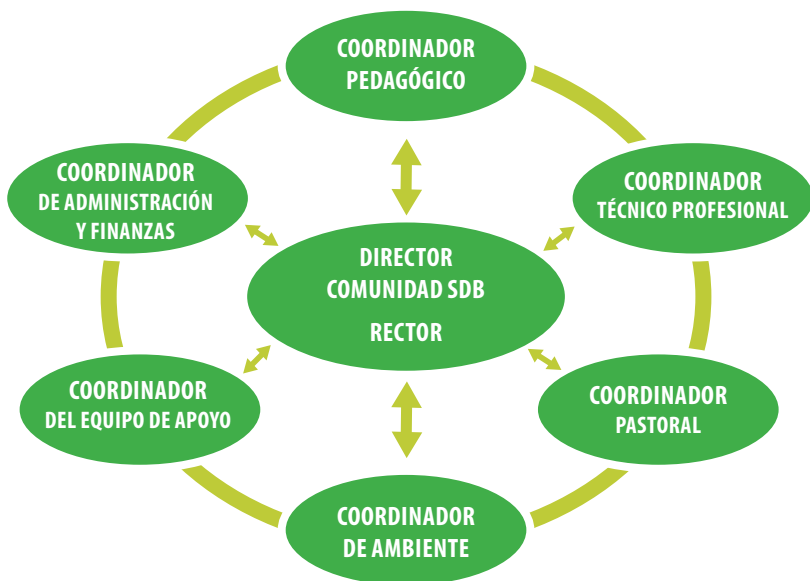 COORDINADOR
PEDAGÓGICO
COORDINADOR
DE ADMINISTRACIÓN
Y FINANZAS
COORDINADOR
TÉCNICO PROFESIONAL
DIRECTOR
COMUNIDAD SDB
RECTOR
COORDINADOR
DEL EQUIPO DE APOYO
COORDINADOR
PASTORAL
COORDINADOR
DE AMBIENTE